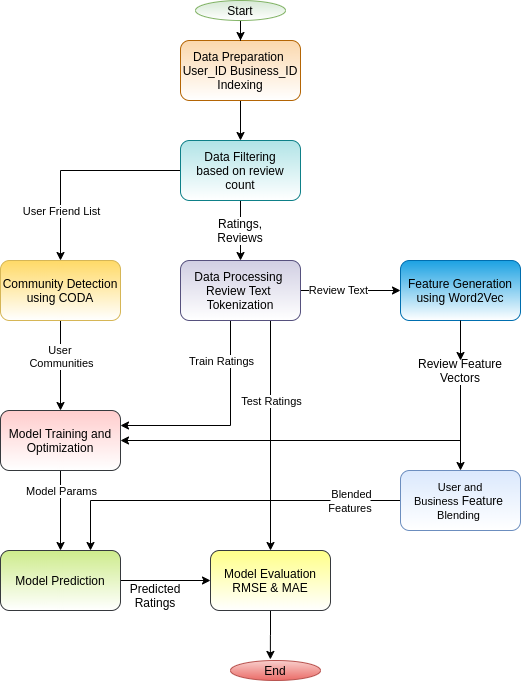 Start
Data Preparation
User_ID Business_ID
Indexing
Data Filtering
based on review
count
User Friend List
Ratings,
Reviews
Community Detection
using CODA
Data Processing
Review Text
Tokenization
Review Text
Feature Generation
using Word2Vec
User
Communities
Train Ratings
Review Feature
Vectors
Test Ratings
Model Training and
Optimization
Model Params
Blended
Features
User and
Business Feature
Blending
Model Prediction
Predicted
Ratings
Model Evaluation
RMSE & MAE
End